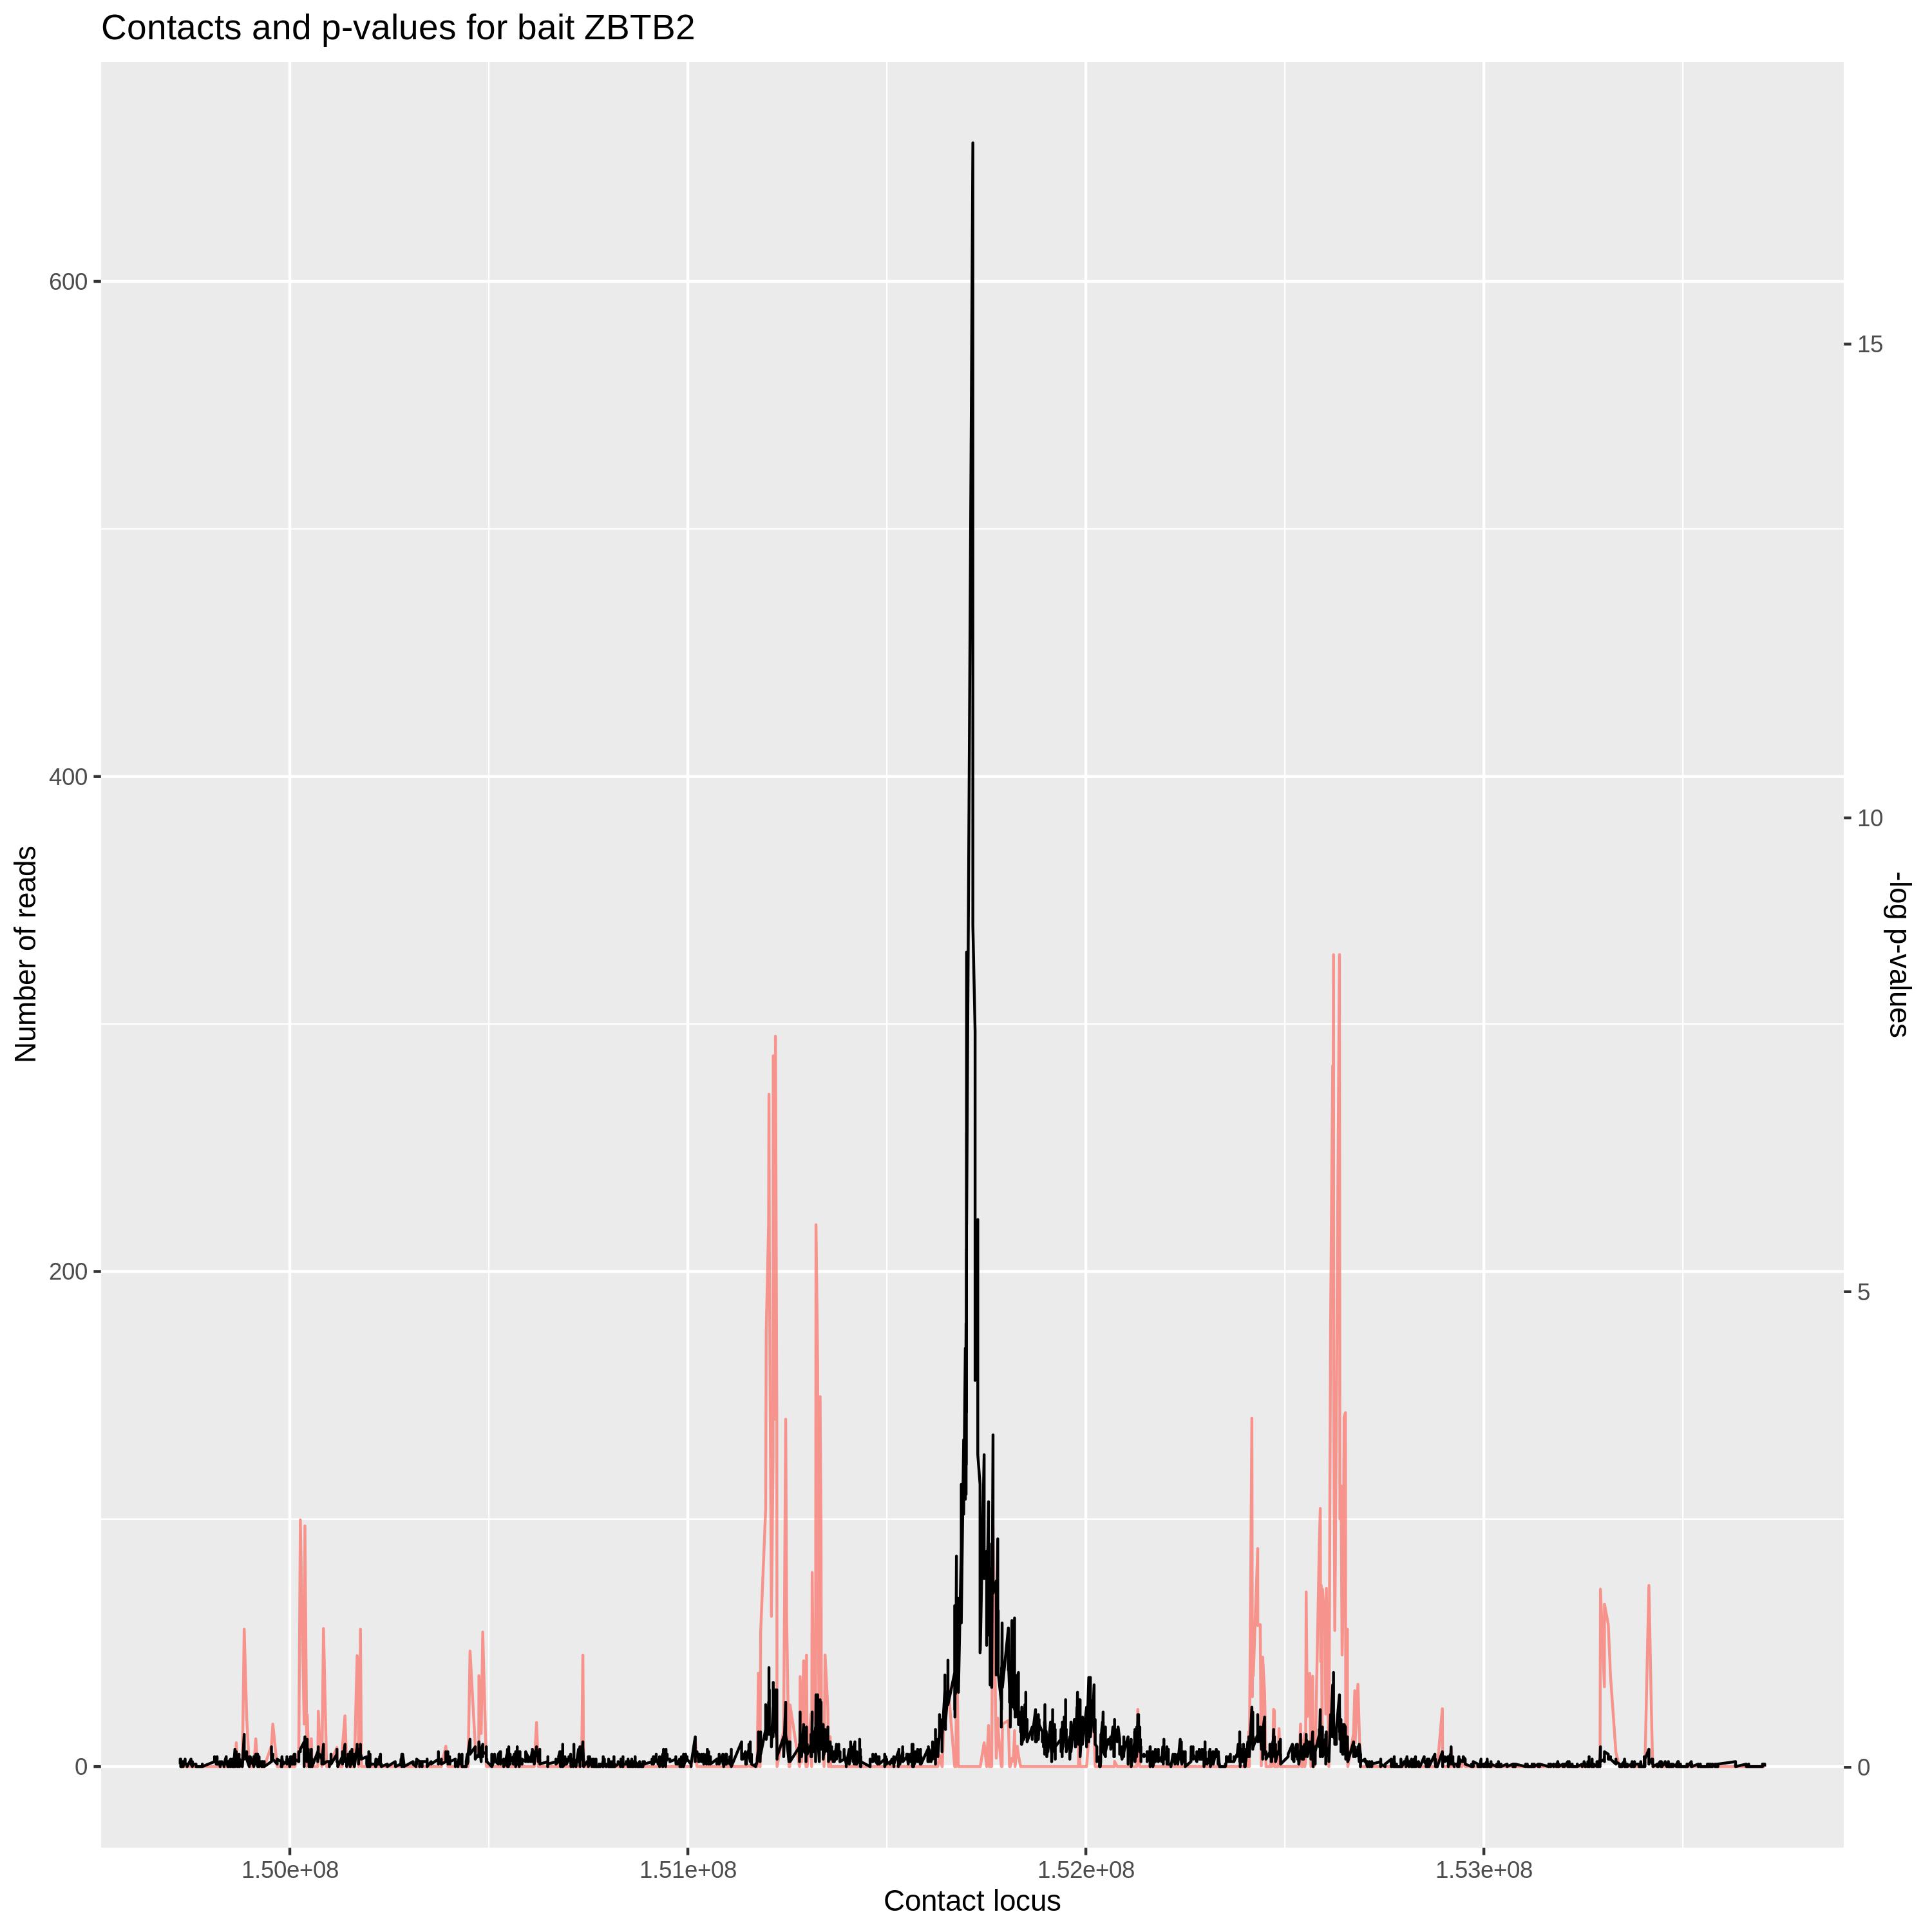 Contacts and p-values for bait ZBTB2
600
400
200
0
Number of reads
15
10
5
0
-log p-values
1.50e+08
1.51e+08
1.52e+08
1.53e+08
Contact locus